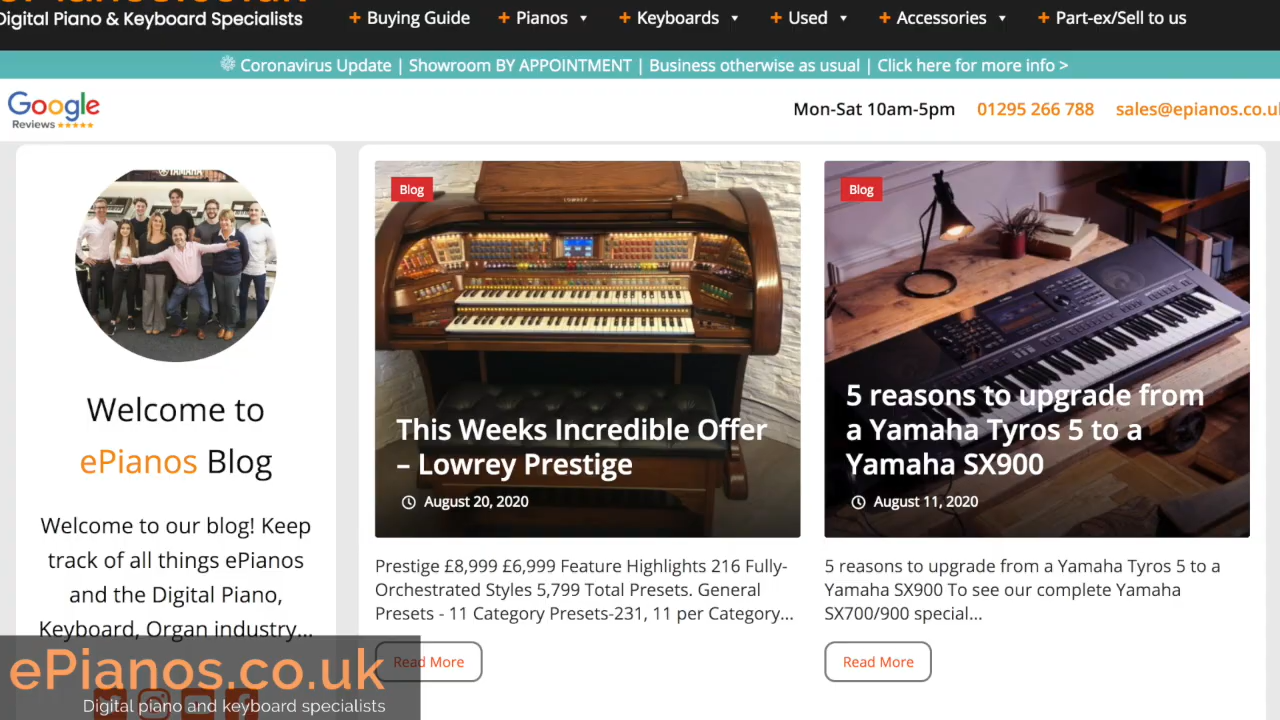 Digital Piano & Keyboard Specialists
+ Buying Guide + Pianos + Keyboards + Used + Accessories + Part-ex/Sell to us
Coronavirus Update | Showroom BY APPOINTMENT | Business otherwise as usual | Click here for more info >
Google
Reviews
Mon-Sat 10am-5pm 01295 266 788 sales@epianos.co.u
YAMAHA
Welcome to
ePianos Blog
Welcome to our blog! Keep
track of all things ePianos
and the Digital Piano,
Keyboard, Organ industry...
Blog
LOWREY
This Weeks Incredible Offer
– Lowrey Prestige
August 20, 2020
Prestige £8,999 £6,999 Feature Highlights 216 Fully-
Orchestrated Styles 5,799 Total Presets. General
Presets - 11 Category Presets-231, 11 per Category...
Read More
Blog
5 reasons to upgrade from
a Yamaha Tyros 5 to a
Yamaha SX900
August 11, 2020
5 reasons to upgrade from a Yamaha Tyros 5 to a
Yamaha SX900 To see our complete Yamaha
SX700/900 special...
Read More
ePianos.co.uk
Digital piano and keyboard specialists